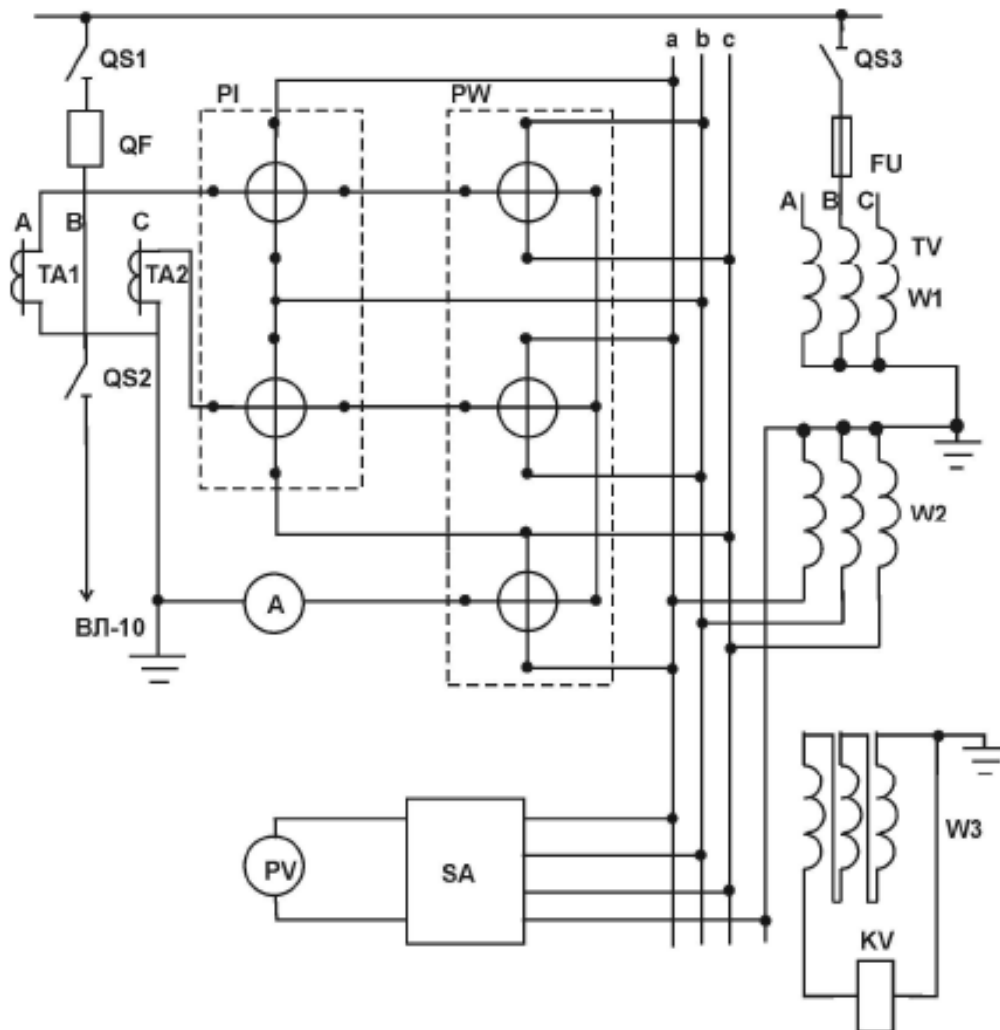 a b c
QS1
QS3
PI
PW
QF
FU
A B C
A B C
TV
TA1
TA2
W1
QS2
W2
A
ВЛ-10
W3
PV
SA
KV